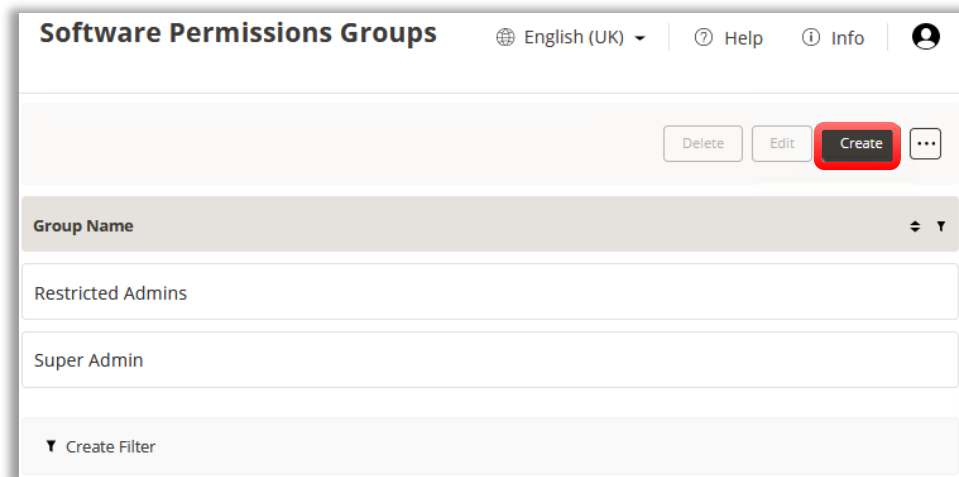 Software Permissions Groups English (UK) Help Info
Delete Edit Create ...
Group Name
Restricted Admins
Super Admin
Create Filter